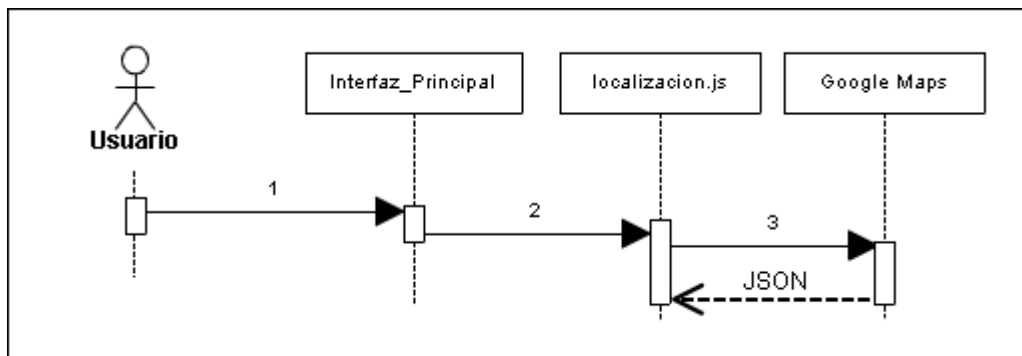 Interfaz_Principal
localizacion.js
Google Maps
Usuario
1
2
3
JSON